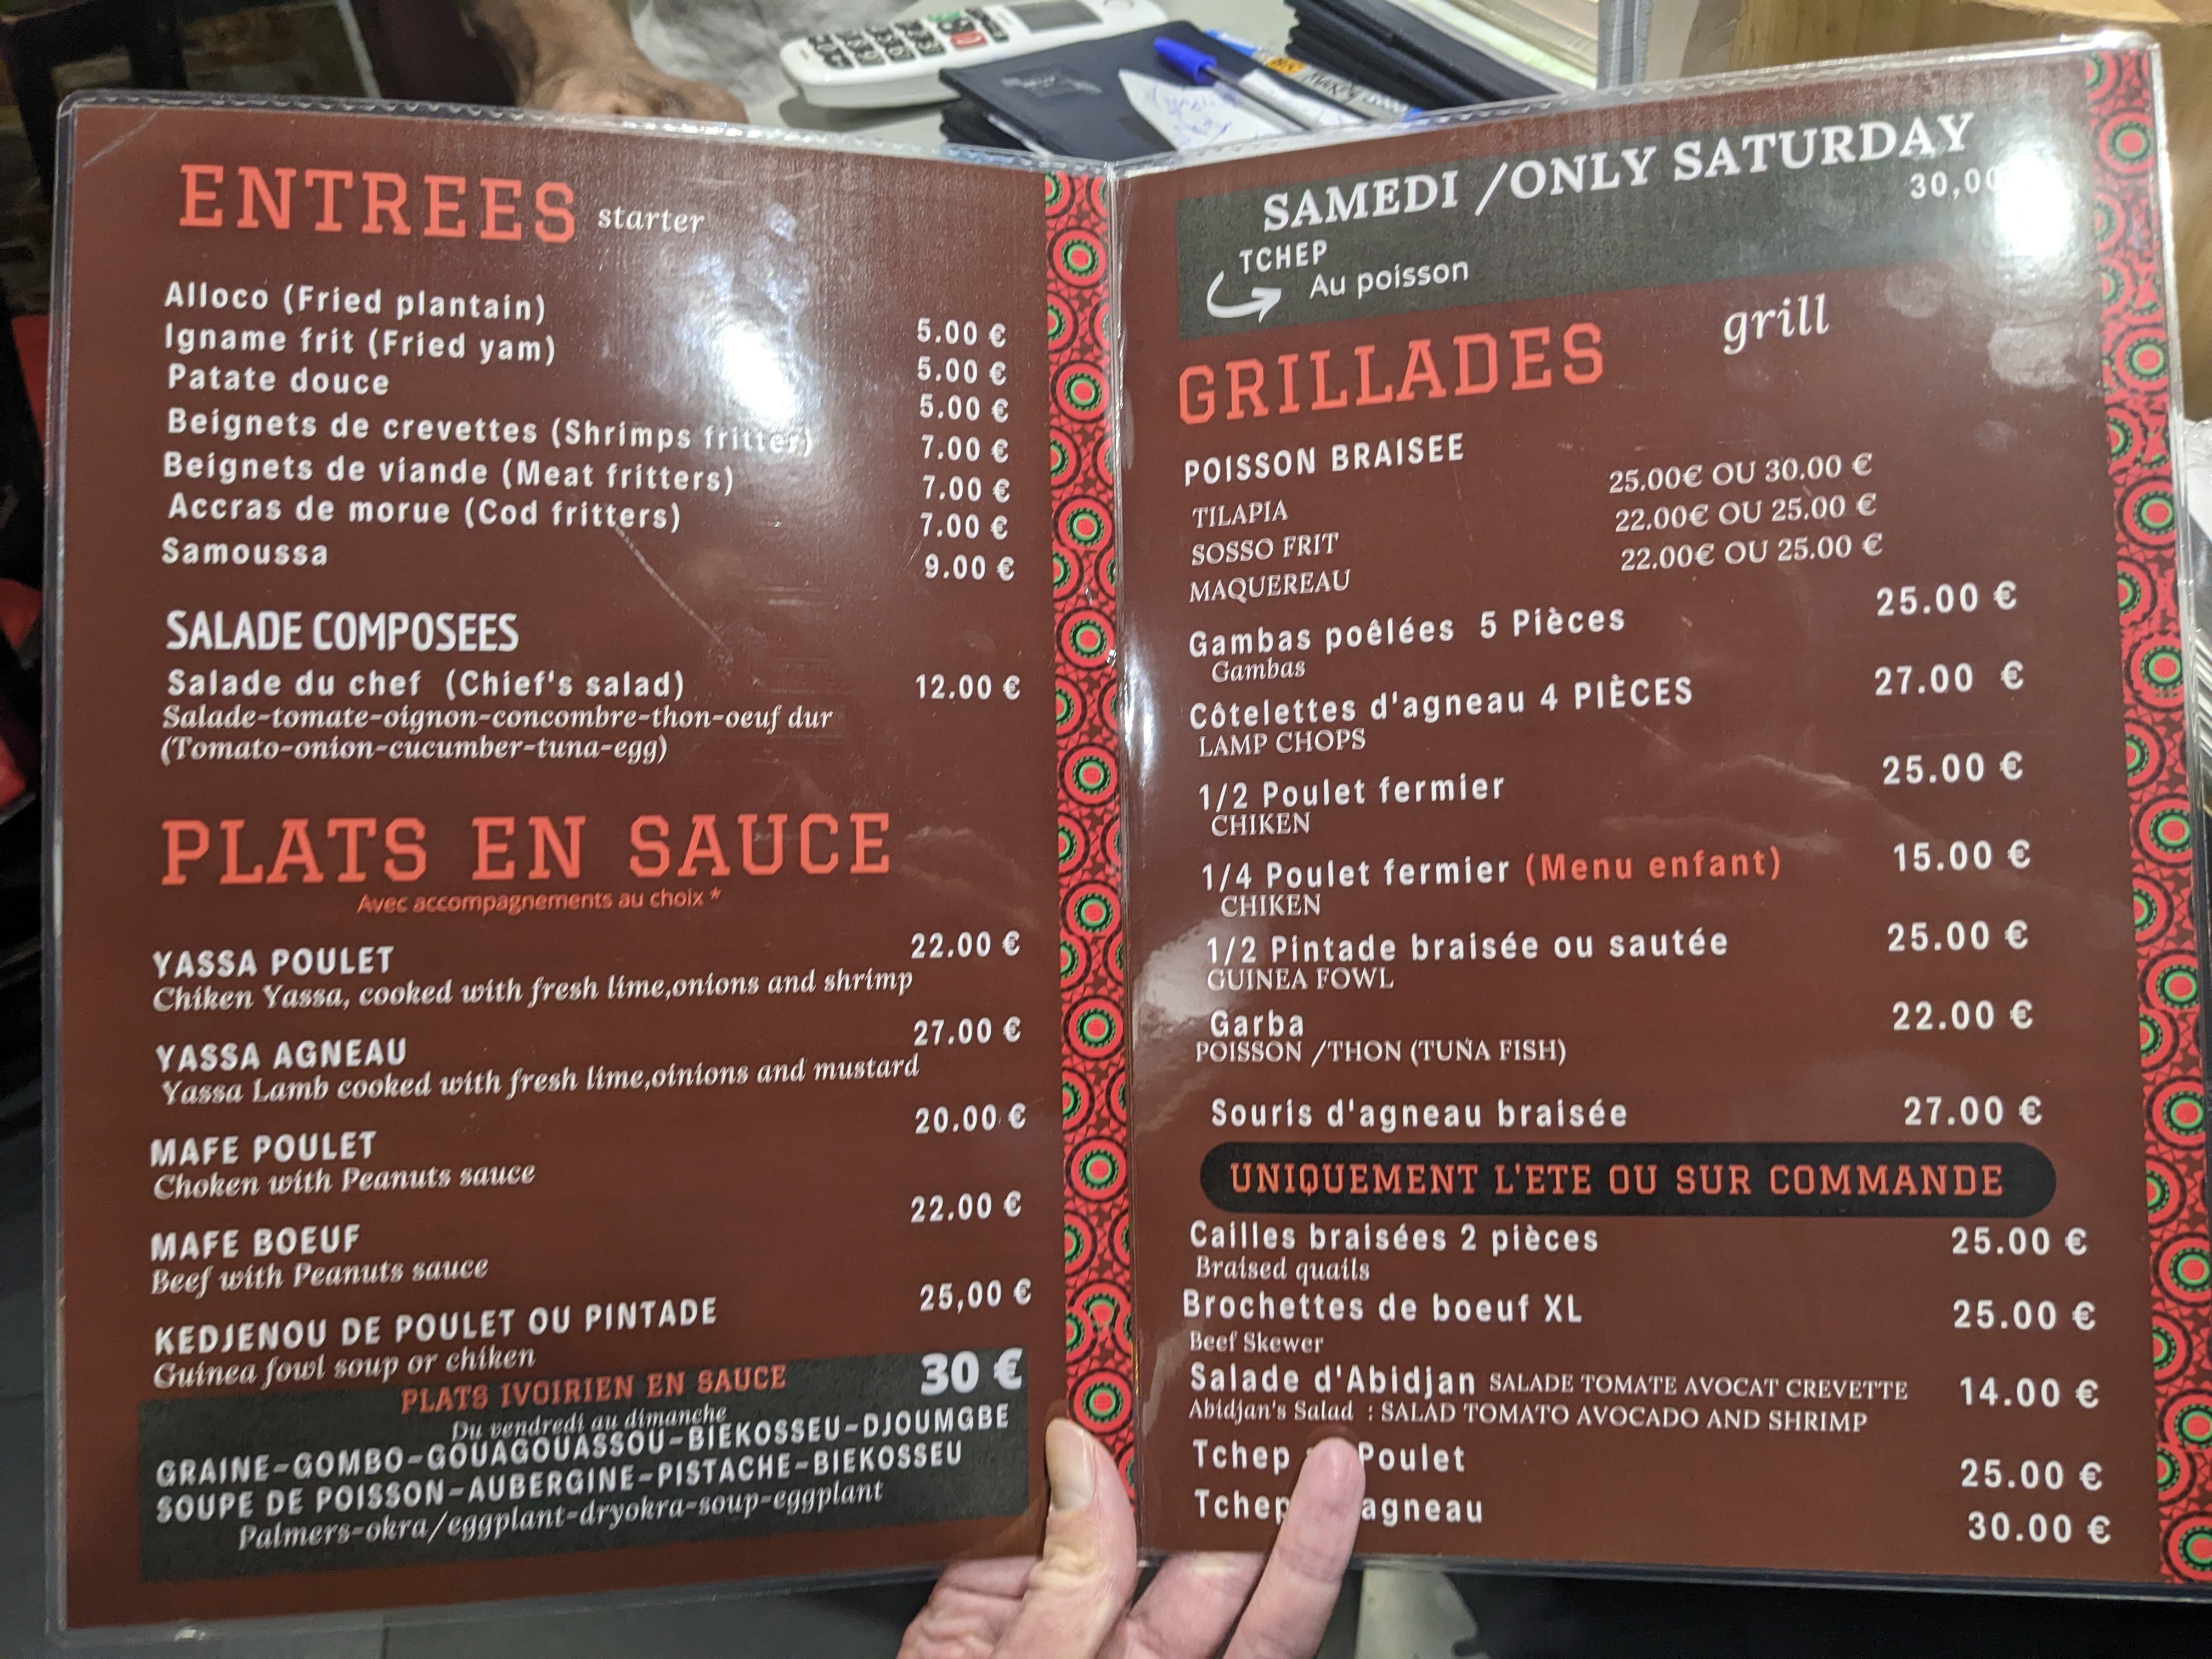 ENTREES starter
Alloco (Fried plantain) 5.00 €
Igname frit (Fried yam) 5.00 €
Patate douce 5.00 €
Beignets de crevettes (Shrimps fritter) 7.00 €
Beignets de viande (Meat fritters) 7.00 €
Accras de morue (Cod fritters) 7.00 €
Samoussa 9.00 €
SALADE COMPOSEES
Salade du chef (Chief's salad) 12.00 €
Salade-tomate-oignon-concombre-thon-oeuf dur
(Tomato-onion-cucumber-tuna-egg)
PLATS EN SAUCE
Avec accompagnements au choix *
YASSA POULET 22.00 €
Chiken Yassa, cooked with fresh lime,onions and shrimp
YASSA AGNEAU 27.00 €
Yassa Lamb cooked with fresh lime,oinions and mustard
MAFE POULET 20.00 €
Choken with Peanuts sauce
MAFE BOEUF 22.00 €
Beef with Peanuts sauce
KEDJENOU DE POULET OU PINTADE 25,00 €
Guinea fowl soup or chiken
PLATS IVOIRIEN EN SAUCE 30 €
Du vendredi au dimanche
GRAINE-GOMBO-GOUAGOUASSOU-BIEKOSSEU-DJOUMGBE
SOUPE DE POISSON-AUBERGINE-PISTACHE-BIEKOSSEU
Palmers-okra/eggplant-dryokra-soup-eggplant
SAMEDI /ONLY SATURDAY
30,00
TCHEP
Au poisson
GRILLADES grill
POISSON BRAISEE
TILAPIA 25.00€ OU 30.00 €
SOSSO FRIT 22.00€ OU 25.00 €
MAQUEREAU 22.00€ OU 25.00 €
Gambas poêlées 5 Pièces 25.00 €
Gambas
Côtelettes d'agneau 4 PIÈCES 27.00 €
LAMP CHOPS
1/2 Poulet fermier 25.00 €
CHIKEN
1/4 Poulet fermier (Menu enfant) 15.00 €
CHIKEN
1/2 Pintade braisée ou sautée 25.00 €
GUINEA FOWL
Garba 22.00 €
POISSON /THON (TUNA FISH)
Souris d'agneau braisée 27.00 €
UNIQUEMENT L'ETE OU SUR COMMANDE
Cailles braisées 2 pièces 25.00 €
Braised quails
Brochettes de boeuf XL 25.00 €
Beef Skewer
Salade d'Abidjan SALADE TOMATE AVOCAT CREVETTE 14.00 €
Abidjan's Salad : SALAD TOMATO AVOCADO AND SHRIMP
Tchep Poulet 25.00 €
Tchep agneau 30.00 €